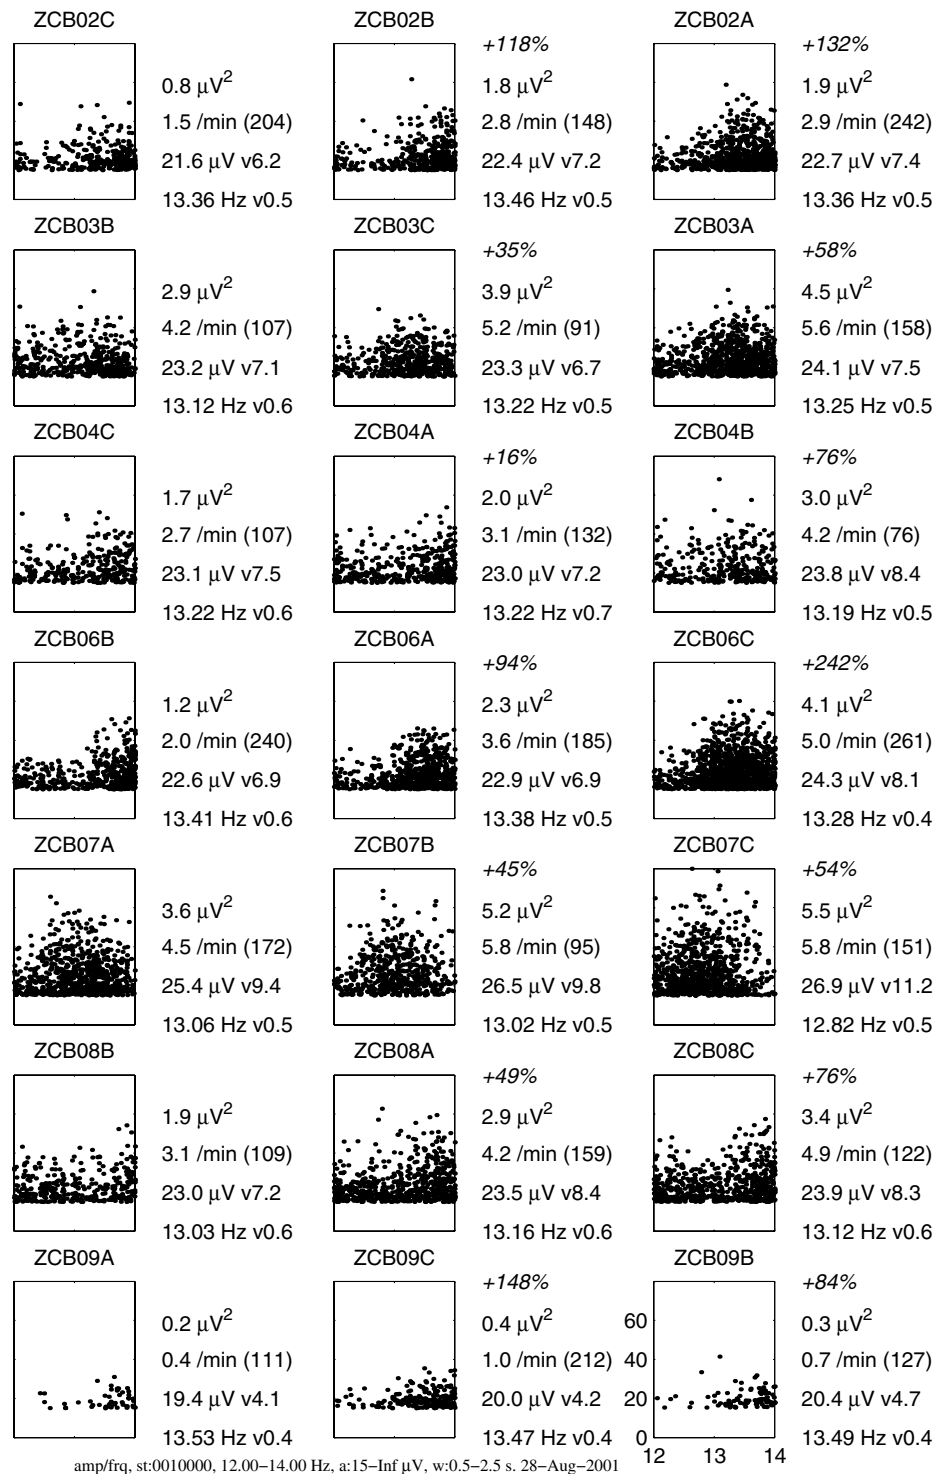 ZCB02C ZCB02B ZCB02A
+118% +132%
0.8 μV² 1.8 μV² 1.9 μV²
1.5 /min (204) 2.8 /min (148) 2.9 /min (242)
21.6 μV v6.2 22.4 μV v7.2 22.7 μV v7.4
13.36 Hz v0.5 13.46 Hz v0.5 13.36 Hz v0.5
ZCB03B ZCB03C ZCB03A
+35% +58%
2.9 μV² 3.9 μV² 4.5 μV²
4.2 /min (107) 5.2 /min (91) 5.6 /min (158)
23.2 μV v7.1 23.3 μV v6.7 24.1 μV v7.5
13.12 Hz v0.6 13.22 Hz v0.5 13.25 Hz v0.5
ZCB04C ZCB04A ZCB04B
+16% +76%
1.7 μV² 2.0 μV² 3.0 μV²
2.7 /min (107) 3.1 /min (132) 4.2 /min (76)
23.1 μV v7.5 23.0 μV v7.2 23.8 μV v8.4
13.22 Hz v0.6 13.22 Hz v0.7 13.19 Hz v0.5
ZCB06B ZCB06A ZCB06C
+94% +242%
1.2 μV² 2.3 μV² 4.1 μV²
2.0 /min (240) 3.6 /min (185) 5.0 /min (261)
22.6 μV v6.9 22.9 μV v6.9 24.3 μV v8.1
13.41 Hz v0.6 13.38 Hz v0.5 13.28 Hz v0.4
ZCB07A ZCB07B ZCB07C
+45% +54%
3.6 μV² 5.2 μV² 5.5 μV²
4.5 /min (172) 5.8 /min (95) 5.8 /min (151)
25.4 μV v9.4 26.5 μV v9.8 26.9 μV v11.2
13.06 Hz v0.5 13.02 Hz v0.5 12.82 Hz v0.5
ZCB08B ZCB08A ZCB08C
+49% +76%
1.9 μV² 2.9 μV² 3.4 μV²
3.1 /min (109) 4.2 /min (159) 4.9 /min (122)
23.0 μV v7.2 23.5 μV v8.4 23.9 μV v8.3
13.03 Hz v0.6 13.16 Hz v0.6 13.12 Hz v0.6
ZCB09A ZCB09C ZCB09B
+148% +84%
0.2 μV² 0.4 μV² 60 0.3 μV²
0.4 /min (111) 1.0 /min (212) 40 0.7 /min (127)
19.4 μV v4.1 20.0 μV v4.2 20 20.4 μV v4.7
13.53 Hz v0.4 13.47 Hz v0.4 0 13.49 Hz v0.4
12 13 14
amp/frq, st:0010000, 12.00−14.00 Hz, a:15−Inf μV, w:0.5−2.5 s. 28−Aug−2001